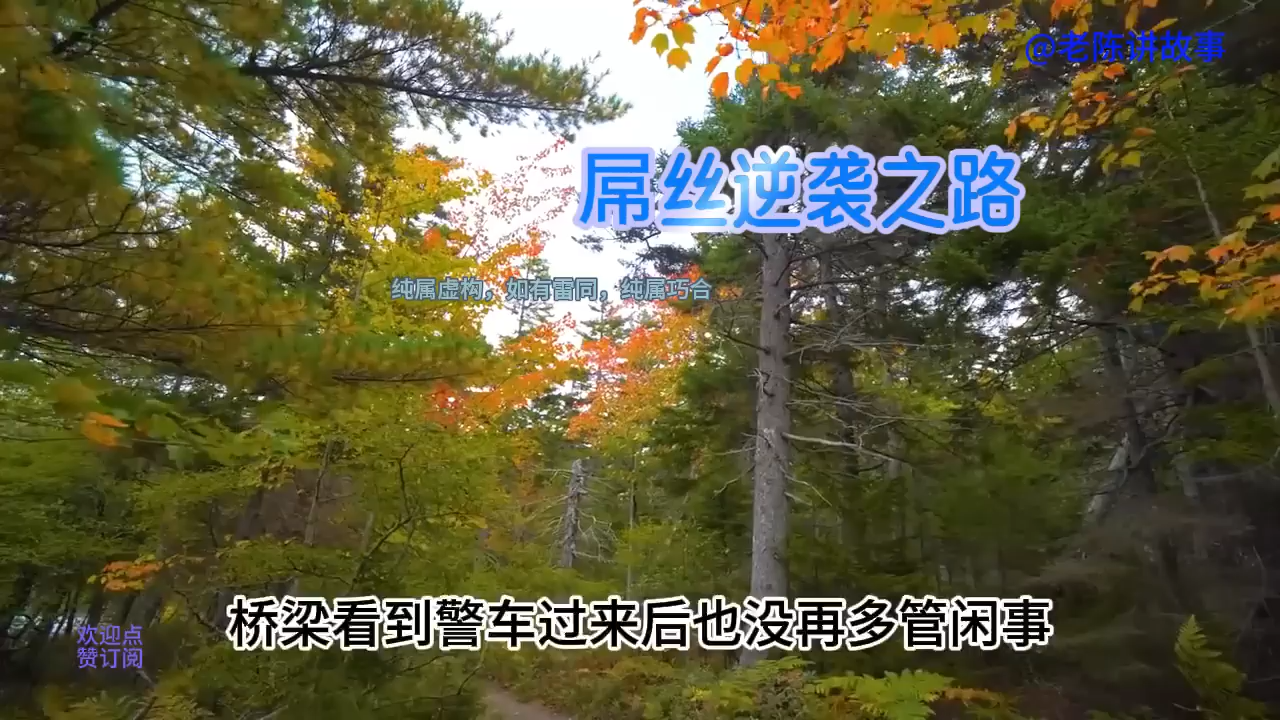 @老陈讲故事
屌丝逆袭之路
纯属虚构，如有雷同，纯属巧合
桥梁看到警车过来后也没再多管闲事
欢迎点
赞订阅